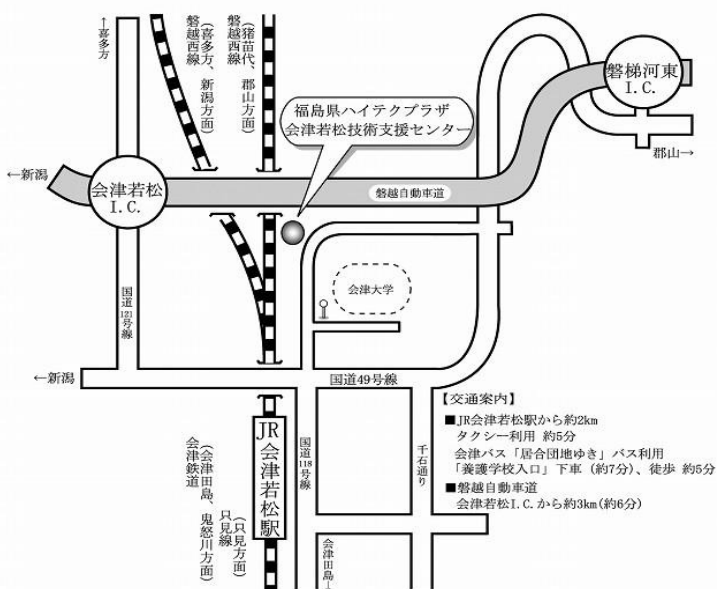 ←喜多方
磐越西線
(喜多方、新潟方面)
磐越西線
(猪苗代、郡山方面)
福島県ハイテクプラザ
会津若松技術支援センター
磐梯河東
I.C.
郡山→
←新潟
会津若松
I.C.
磐越自動車道
国道121号線
会津大学
←新潟
国道49号線
JR会津若松駅
国道118号線
千石通り
会津鉄道
(会津田島、鬼怒川方面)
只見線
(只見方面)
会津田島→
【交通案内】
■JR会津若松駅から約2km
タクシー利用 約5分
会津バス「居合団地ゆき」バス利用
「養護学校入口」下車 (約7分)、徒歩 約5分
■磐越自動車道
会津若松I.C.から約3km(約6分)